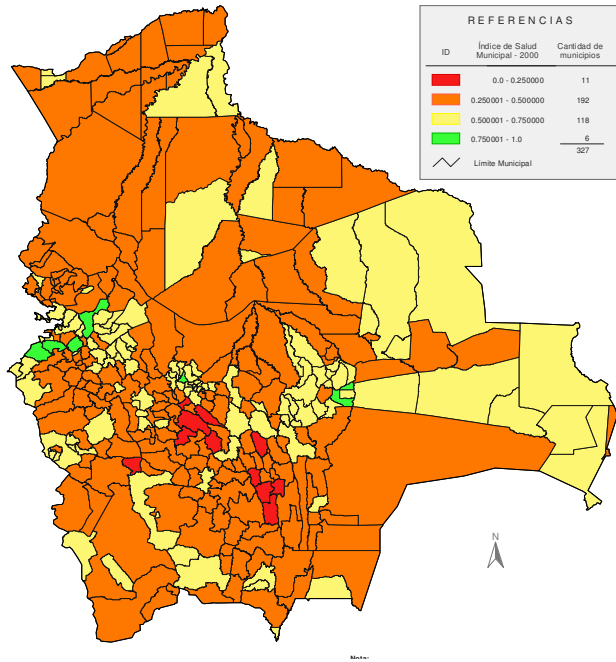 REFERENCIAS
ID Índice de Salud Municipal - 2000 Cantidad de municipios
0.0 - 0.250000 11
0.250001 - 0.500000 192
0.500001 - 0.750000 118
0.750001 - 1.0 6
327
Límite Municipal
N
Nota: